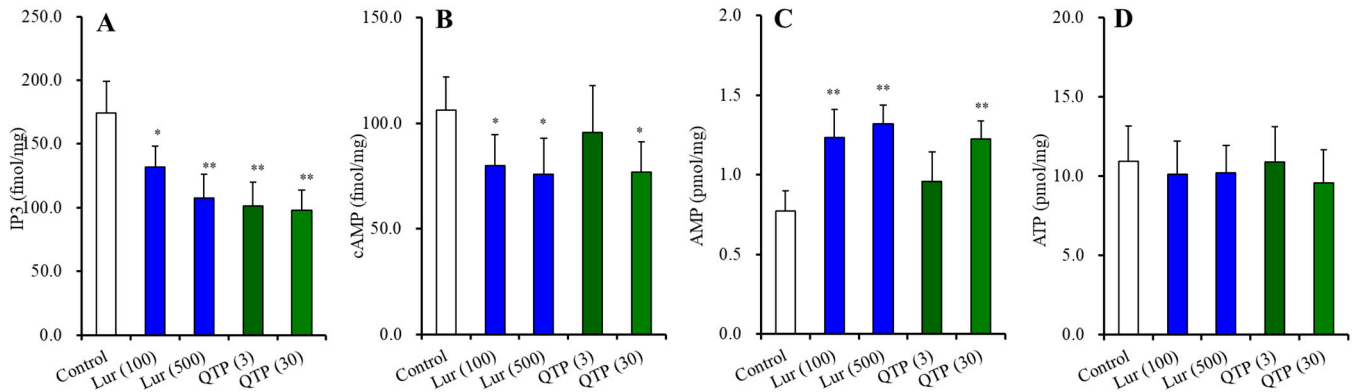 A
IP3 (fmol/mg)
250.0
200.0
150.0
100.0
50.0
0.0
*
**
**
**
Control
Lur (100)
Lur (500)
QTP (3)
QTP (30)
B
cAMP (fmol/mg)
150.0
100.0
50.0
0.0
*
*
*
Control
Lur (100)
Lur (500)
QTP (3)
QTP (30)
C
AMP (pmol/mg)
2.0
1.5
1.0
0.5
0.0
**
**
**
Control
Lur (100)
Lur (500)
QTP (3)
QTP (30)
D
ATP (pmol/mg)
20.0
15.0
10.0
5.0
0.0
Control
Lur (100)
Lur (500)
QTP (3)
QTP (30)